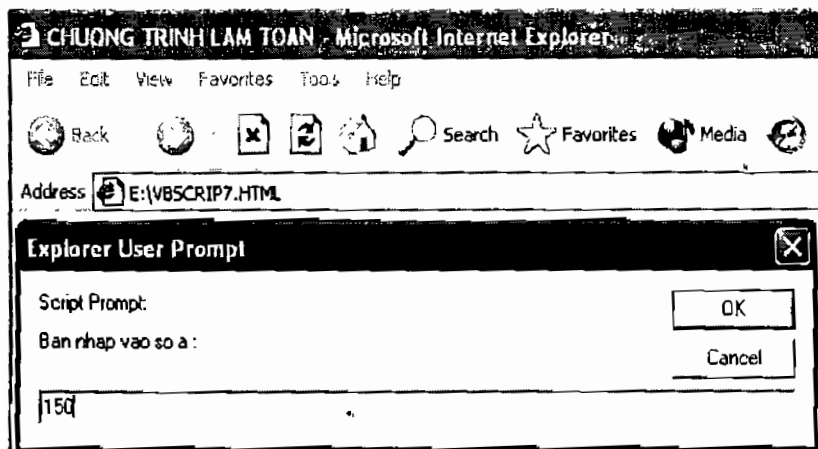 CHUONG TRINH LAM TOAN - Microsoft Internet Explorer
File Edit View Favorites Tools Help
Back Search Favorites Media
Address E:\VBSCRIP7.HTML
Explorer User Prompt
Script Prompt: OK
Ban nhap vao so a :
Cancel
150